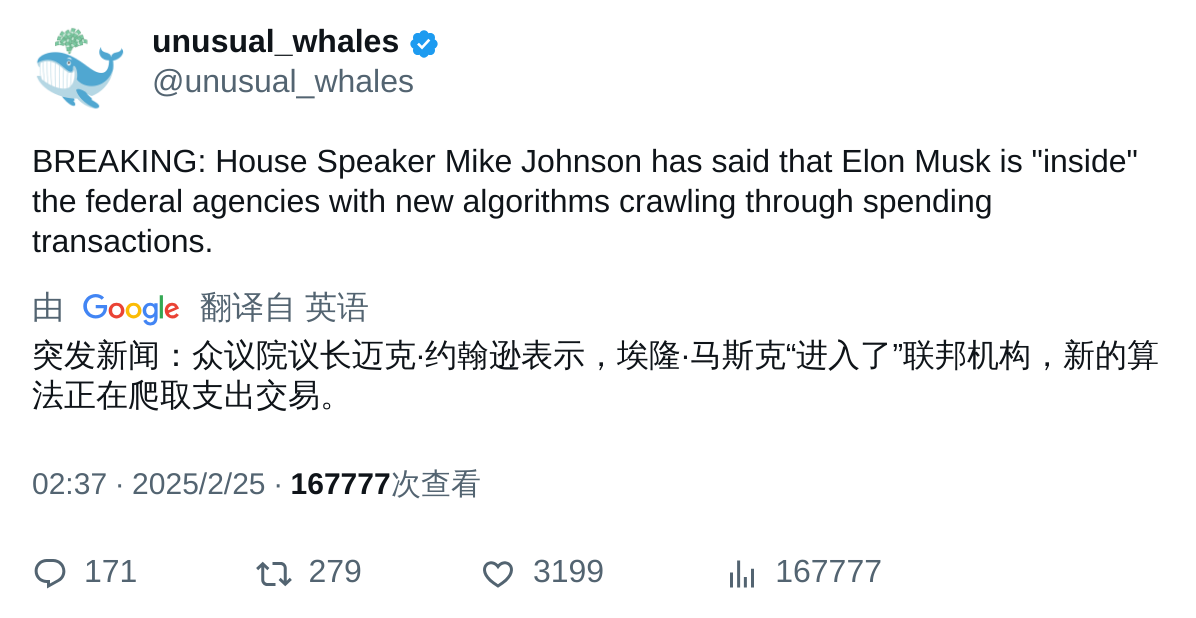 unusual_whales
@unusual_whales
BREAKING: House Speaker Mike Johnson has said that Elon Musk is "inside"
the federal agencies with new algorithms crawling through spending
transactions.
由 Google 翻译自 英语
突发新闻：众议院议长迈克·约翰逊表示，埃隆·马斯克“进入了”联邦机构，新的算
法正在爬取支出交易。
02:37 · 2025/2/25 · 167777次查看
171 279 3199 167777